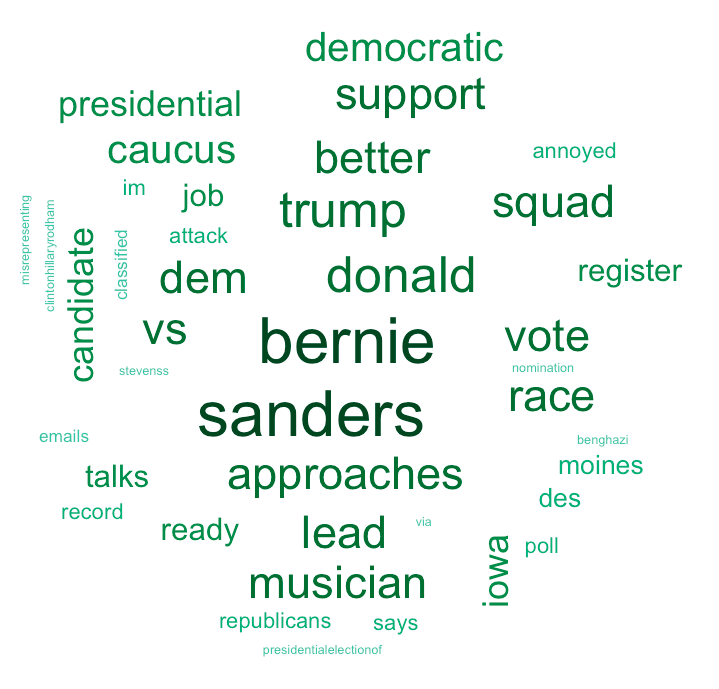 democratic
support
presidential
caucus
better
annoyed
im
job
trump
squad
misrepresenting
clintonhillaryrodham
candidate
classified
attack
dem
donald
register
vs
bernie
vote
stevenss
nomination
sanders
race
emails
benghazi
talks
approaches
moines
record
des
ready
lead
via
iowa
poll
musician
republicans
says
presidentialelectionof